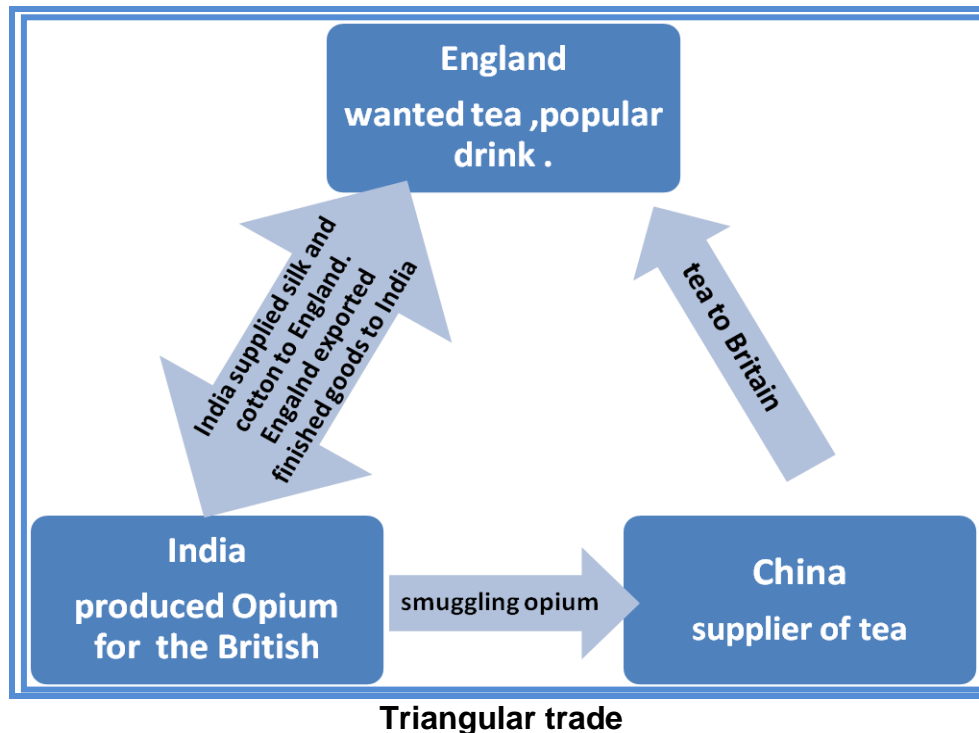 England
wanted tea ,popular
drink .
India supplied silk and
cotton to England.
Engalnd exported
finished goods to India
tea to Britain
India
produced Opium
for the British
smuggling opium
China
supplier of tea
Triangular trade